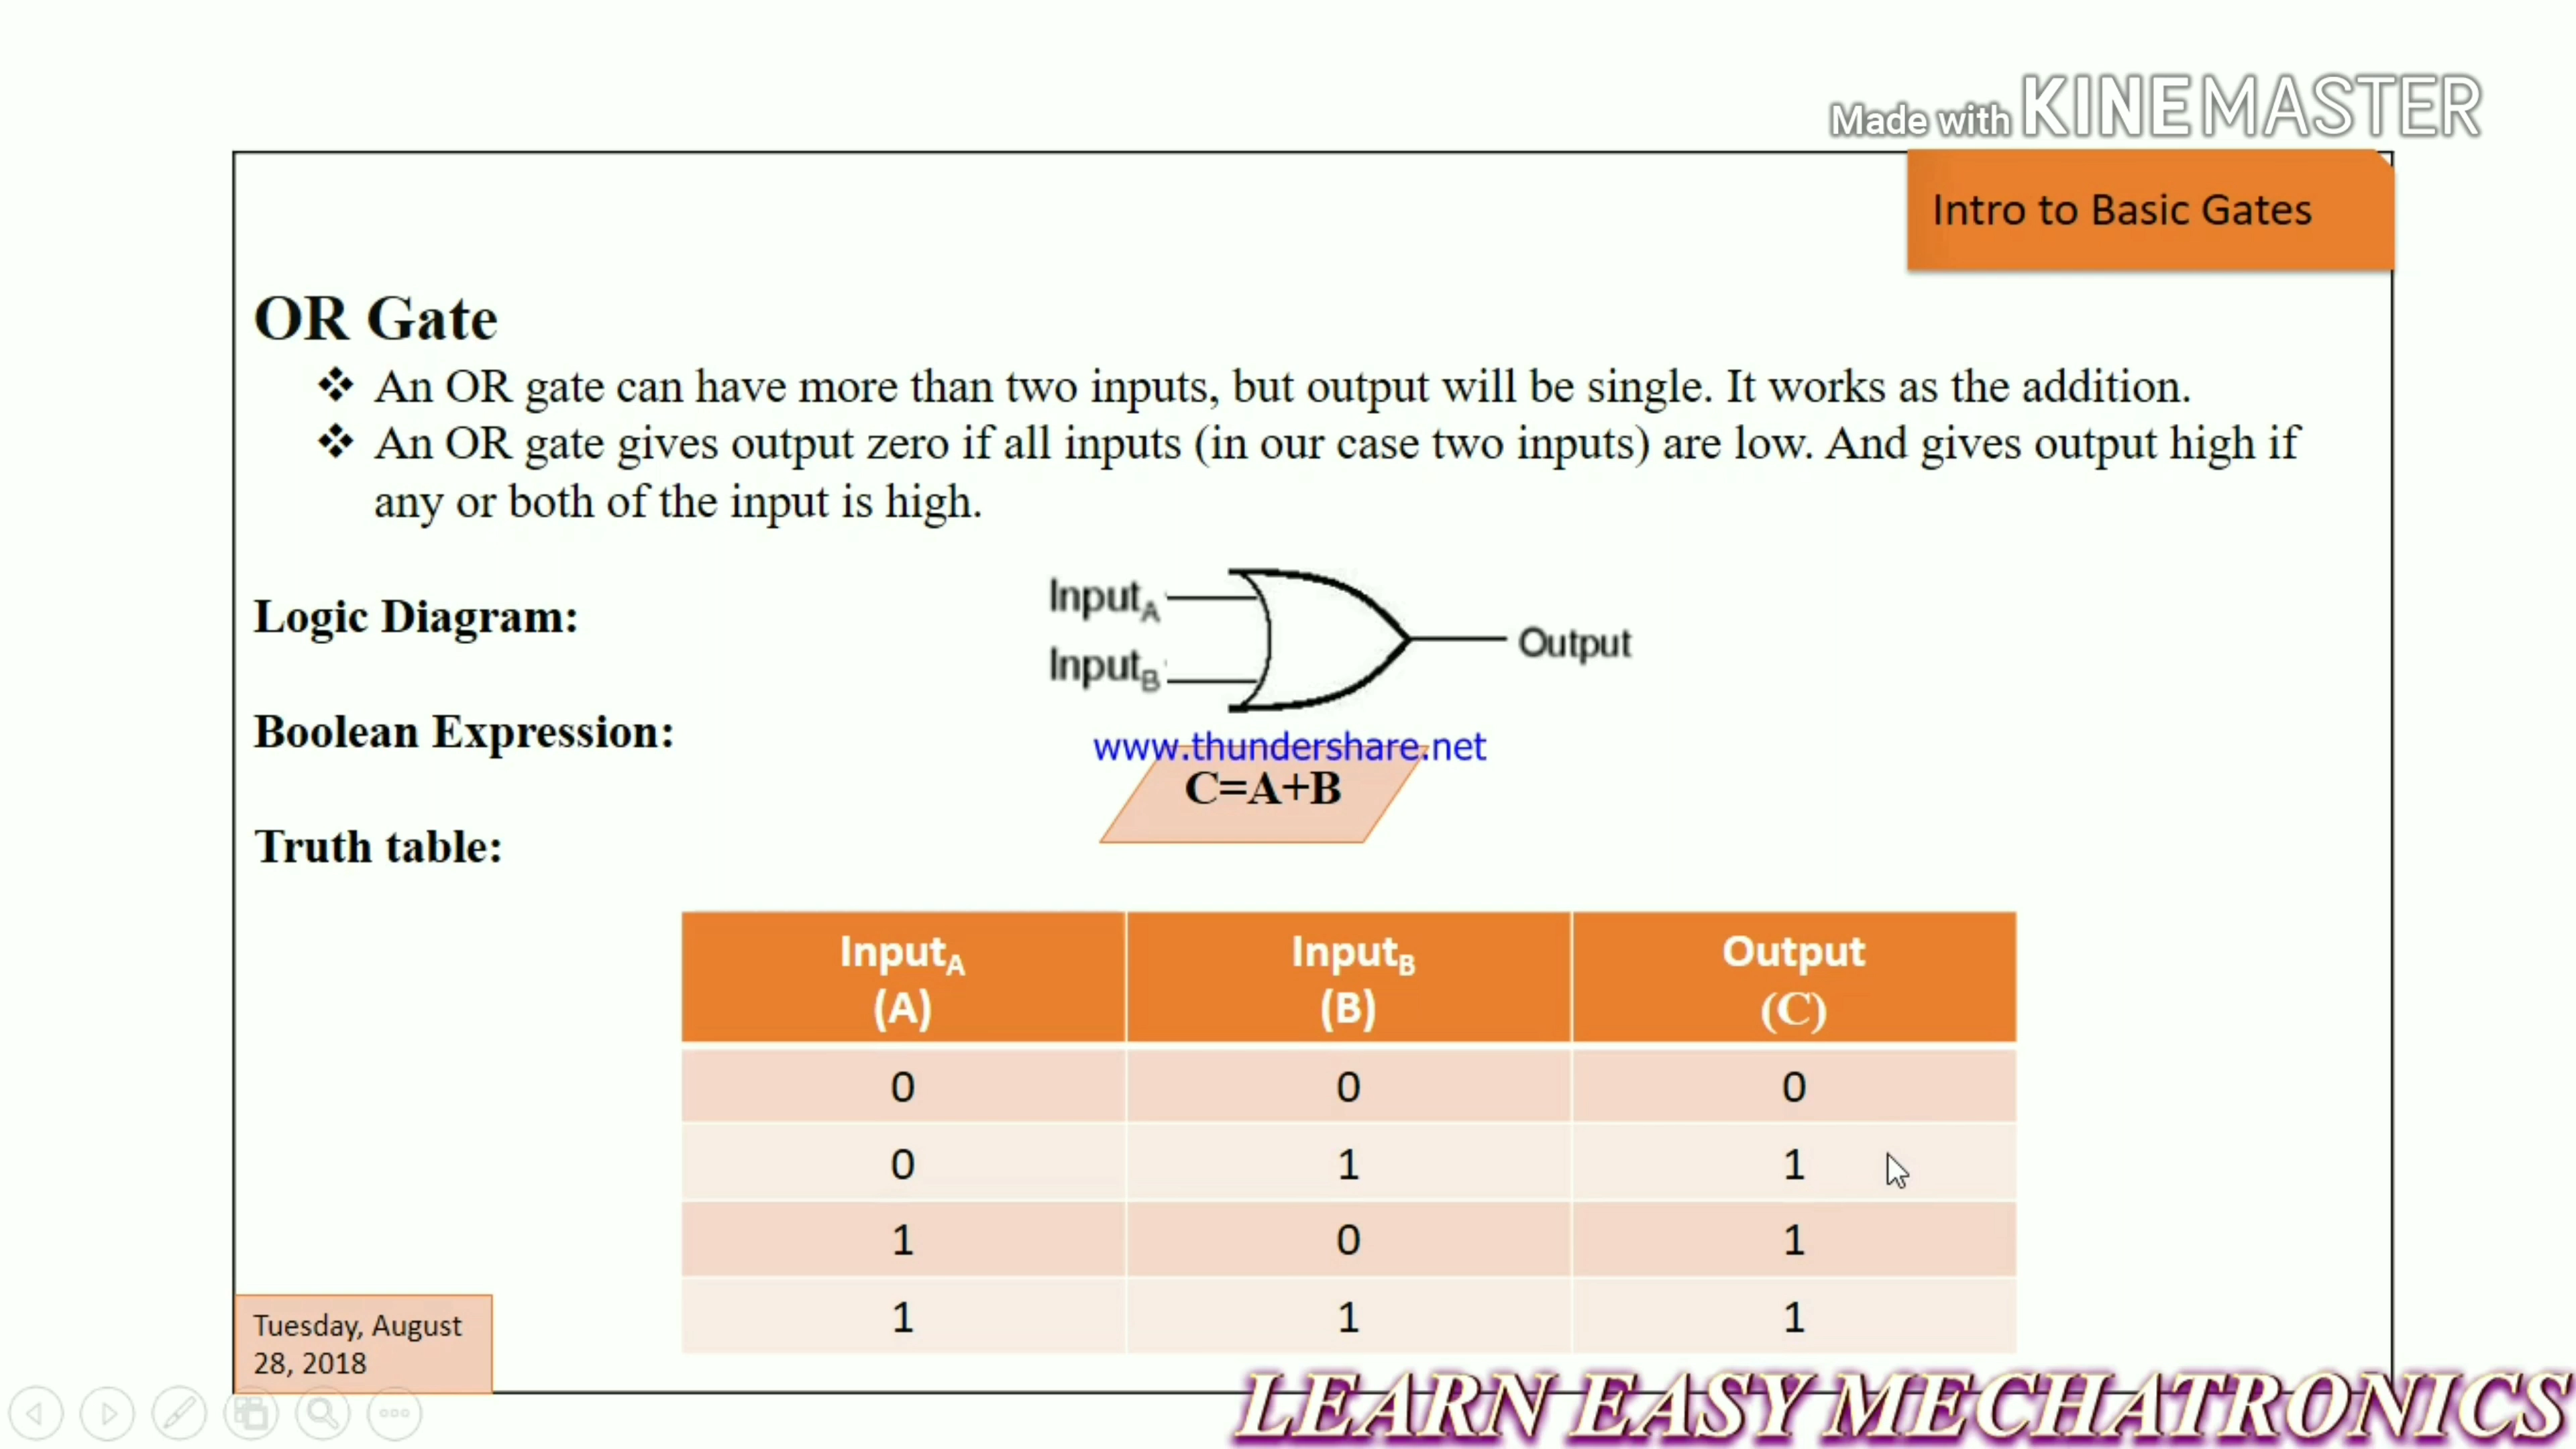 Made with KINEMASTER
Intro to Basic Gates
OR Gate
❖ An OR gate can have more than two inputs, but output will be single. It works as the addition.
❖ An OR gate gives output zero if all inputs (in our case two inputs) are low. And gives output high if
any or both of the input is high.
Logic Diagram:
InputA
InputB
Output
Boolean Expression:
www.thundershare.net
C=A+B
Truth table:
InputA InputB Output
(A) (B) (C)
0 0 0
0 1 1
1 0 1
1 1 1
Tuesday, August
28, 2018
LEARN EASY MECHATRONICS